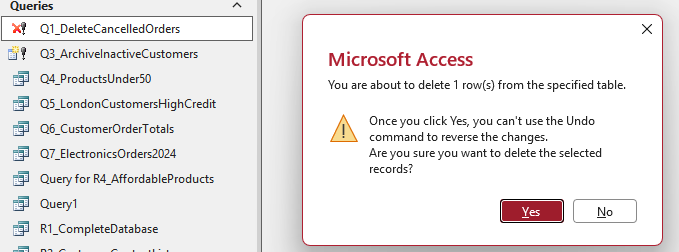 Queries
Q1_DeleteCancelledOrders
Q3_ArchiveInactiveCustomers
Q4_ProductsUnder50
Q5_LondonCustomersHighCredit
Q6_CustomerOrderTotals
Q7_ElectronicsOrders2024
Query for R4_AffordableProducts
Query1
R1_CompleteDatabase
Microsoft Access
You are about to delete 1 row(s) from the specified table.
Once you click Yes, you can't use the Undo
command to reverse the changes.
Are you sure you want to delete the selected
records?
Yes
No